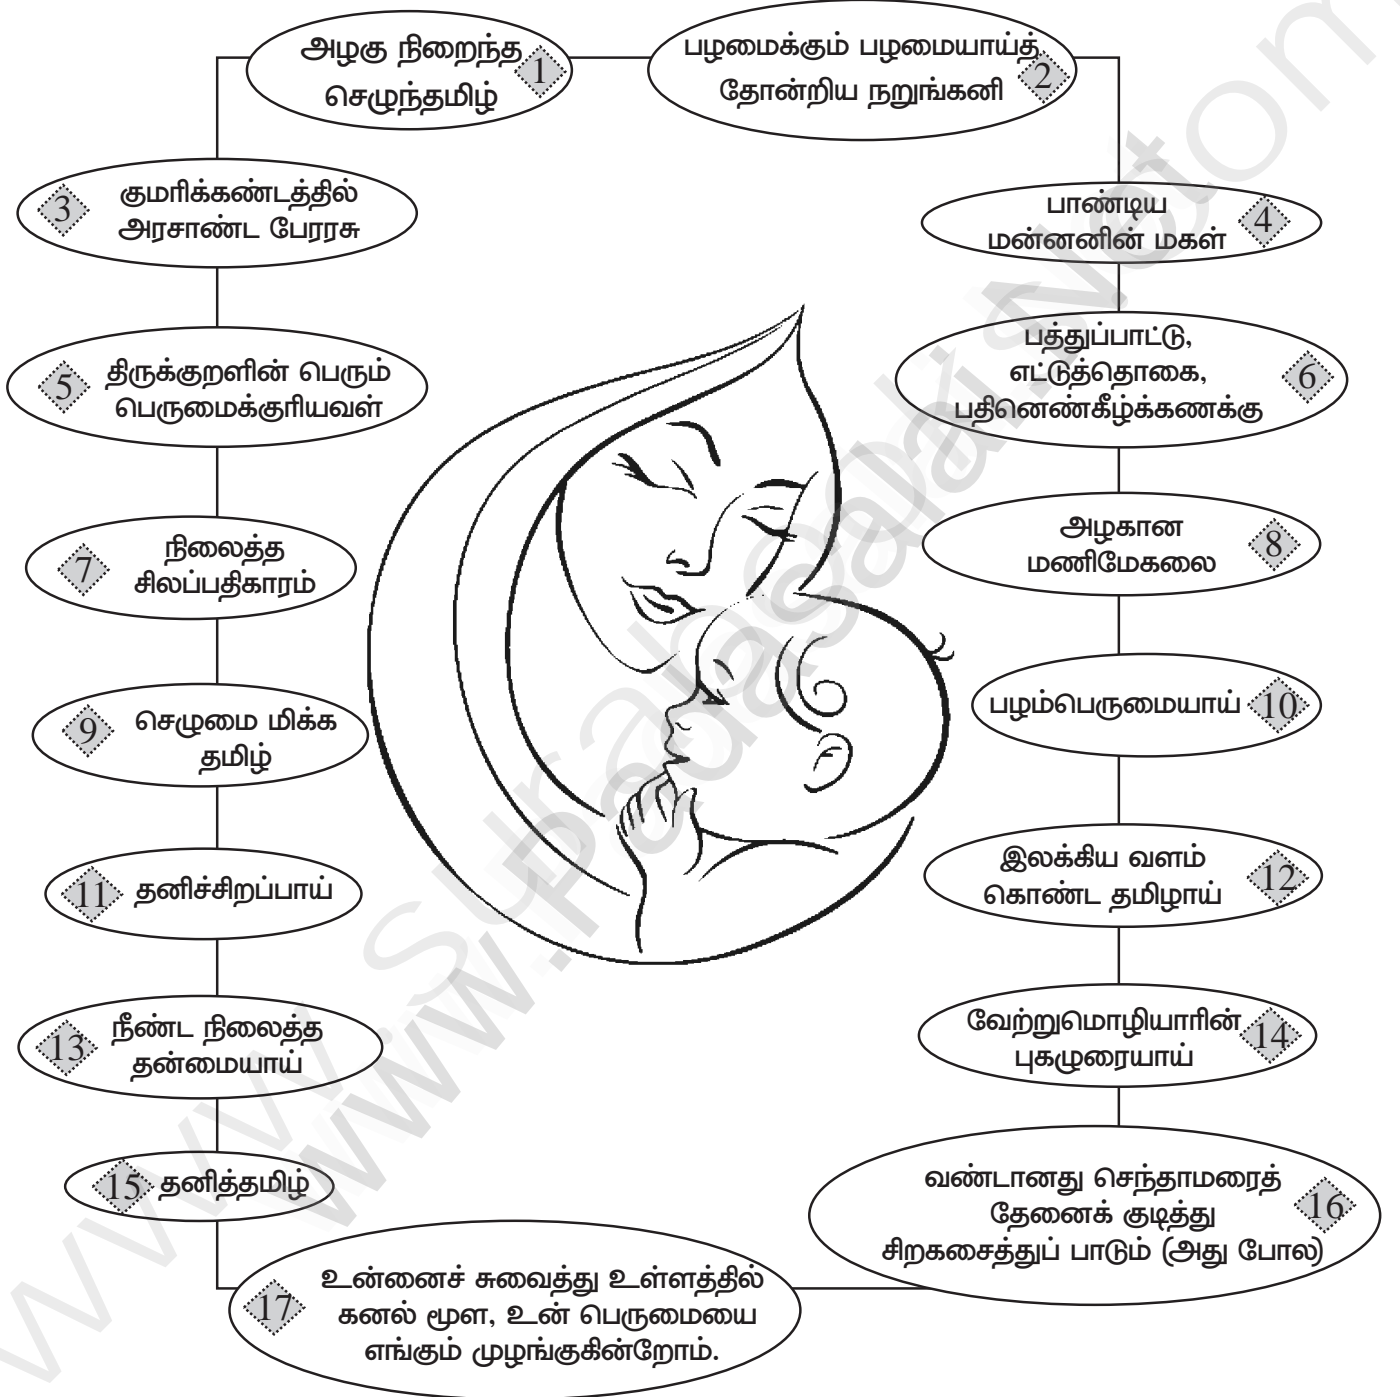 அழகு நிறைந்த
செழுந்தமிழ்
1
பழமைக்கும் பழமையாய்த்
தோன்றிய நறுங்கனி
2
3
குமரிக்கண்டத்தில்
அரசாண்ட பேரரசு
பாண்டிய
மன்னனின் மகள்
4
5
திருக்குறளின் பெரும்
பெருமைக்குரியவள்
பத்துப்பாட்டு,
எட்டுத்தொகை,
பதினெண்கீழ்க்கணக்கு
6
7
நிலைத்த
சிலப்பதிகாரம்
அழகான
மணிமேகலை
8
9
செழுமை மிக்க
தமிழ்
பழம்பெருமையாய்
10
11
தனிச்சிறப்பாய்
இலக்கிய வளம்
கொண்ட தமிழாய்
12
13
நீண்ட நிலைத்த
தன்மையாய்
வேற்றுமொழியாரின்
புகழுரையாய்
14
15
தனித்தமிழ்
வண்டானது செந்தாமரைத்
தேனைக் குடித்து
சிறகசைத்துப் பாடும் (அது போல)
16
17
உன்னைச் சுவைத்து உள்ளத்தில்
கனல் மூள, உன் பெருமையை
எங்கும் முழங்குகின்றோம்.
www.Padasalai.Net